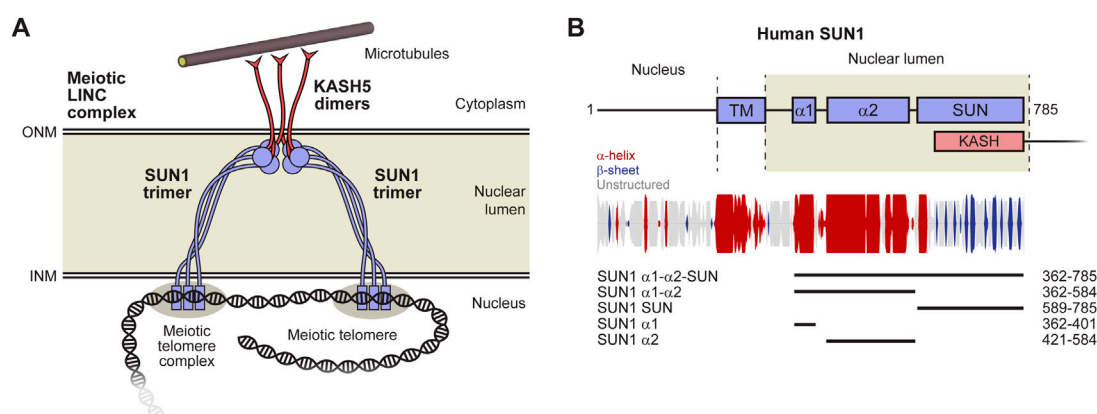 A
Microtubules
Meiotic
LINC
complex
KASH5
dimers
Cytoplasm
ONM
SUN1
trimer
SUN1
trimer
Nuclear
lumen
INM
Nucleus
Meiotic
telomere
complex
Meiotic telomere
B
Human SUN1
Nucleus
Nuclear lumen
1 TM α1 α2 SUN 785
KASH
α-helix
β-sheet
Unstructured
SUN1 α1-α2-SUN 362-785
SUN1 α1-α2 362-584
SUN1 SUN 589-785
SUN1 α1 362-401
SUN1 α2 421-584